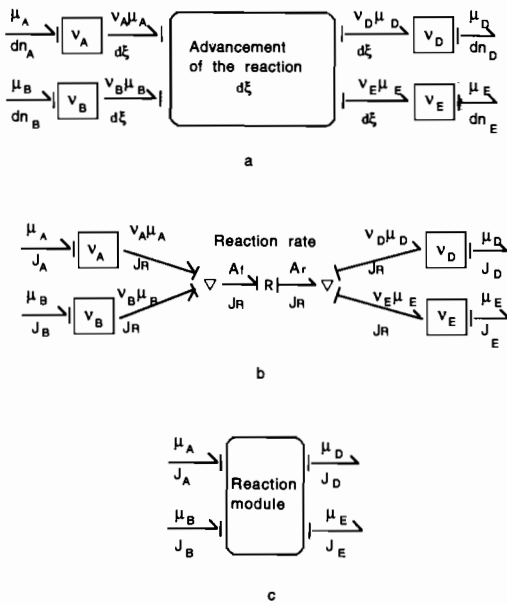 μA νAμA νDμD μD
dnA νA dξ Advancement of the reaction dξ dξ νD dnD
μB νBμB νEμE μE
dnB νB dξ dξ νE dnE
a
μA νAμA Reaction rate νDμD μD
JA νA JR JR νD JD
Af Ar
▽ JR R JR ▽
μB νBμB νEμE μE
JB νB JR JR νE JE
b
μA μD
JA JD
Reaction module
μB μE
JB JE
c